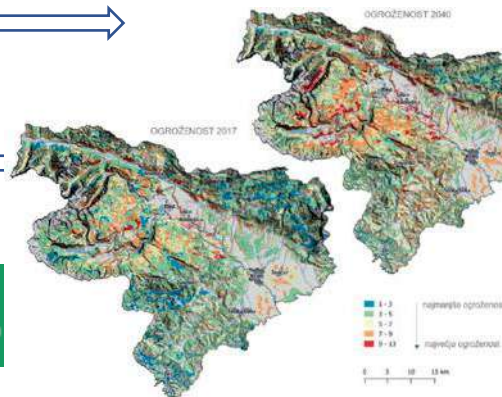 OGROŽENOST 2040
OGROŽENOST 2017
1 - 3
3 - 5
5 - 7
7 - 9
9 - 13
najmanjša ogroženost
največja ogroženost
0 5 10 15 km